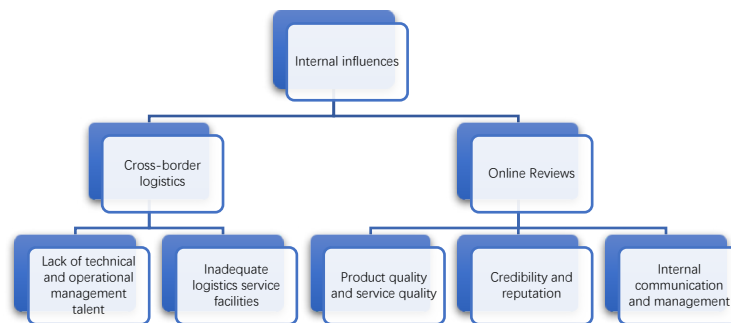 Internal influences
Cross-border
logistics
Online Reviews
Lack of technical
and operational
management
talent
Inadequate
logistics service
facilities
Product quality
and service quality
Credibility and
reputation
Internal
communication
and management